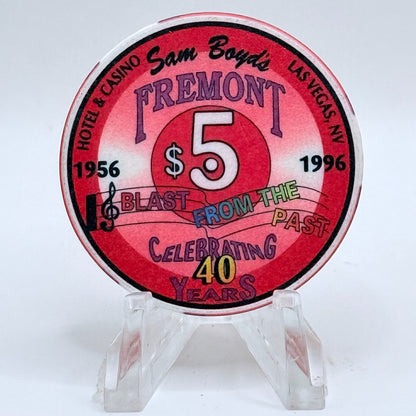 HOTEL & CASINO
Sam Boyd's
LAS VEGAS, NV
FREMONT
$5
1956
1996
BLAST FROM THE PAST
CELEBRATING
40
YEARS